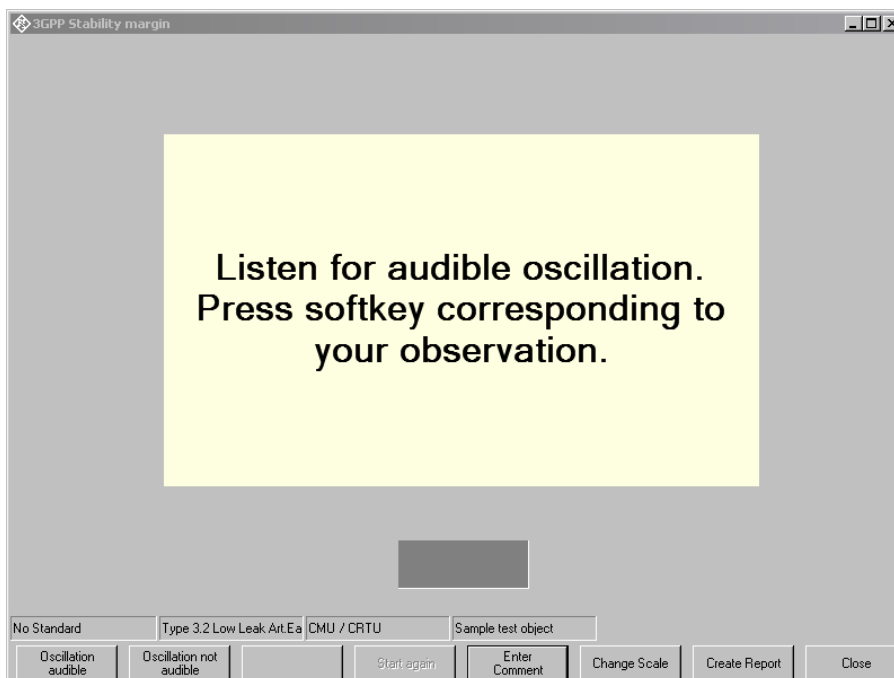 3GPP Stability margin
Listen for audible oscillation.
Press softkey corresponding to
your observation.
No Standard
Type 3.2 Low Leak Art.Ea
CMU / CRTU
Sample test object
Oscillation
audible
Oscillation not
audible
Start again
Enter
Comment
Change Scale
Create Report
Close